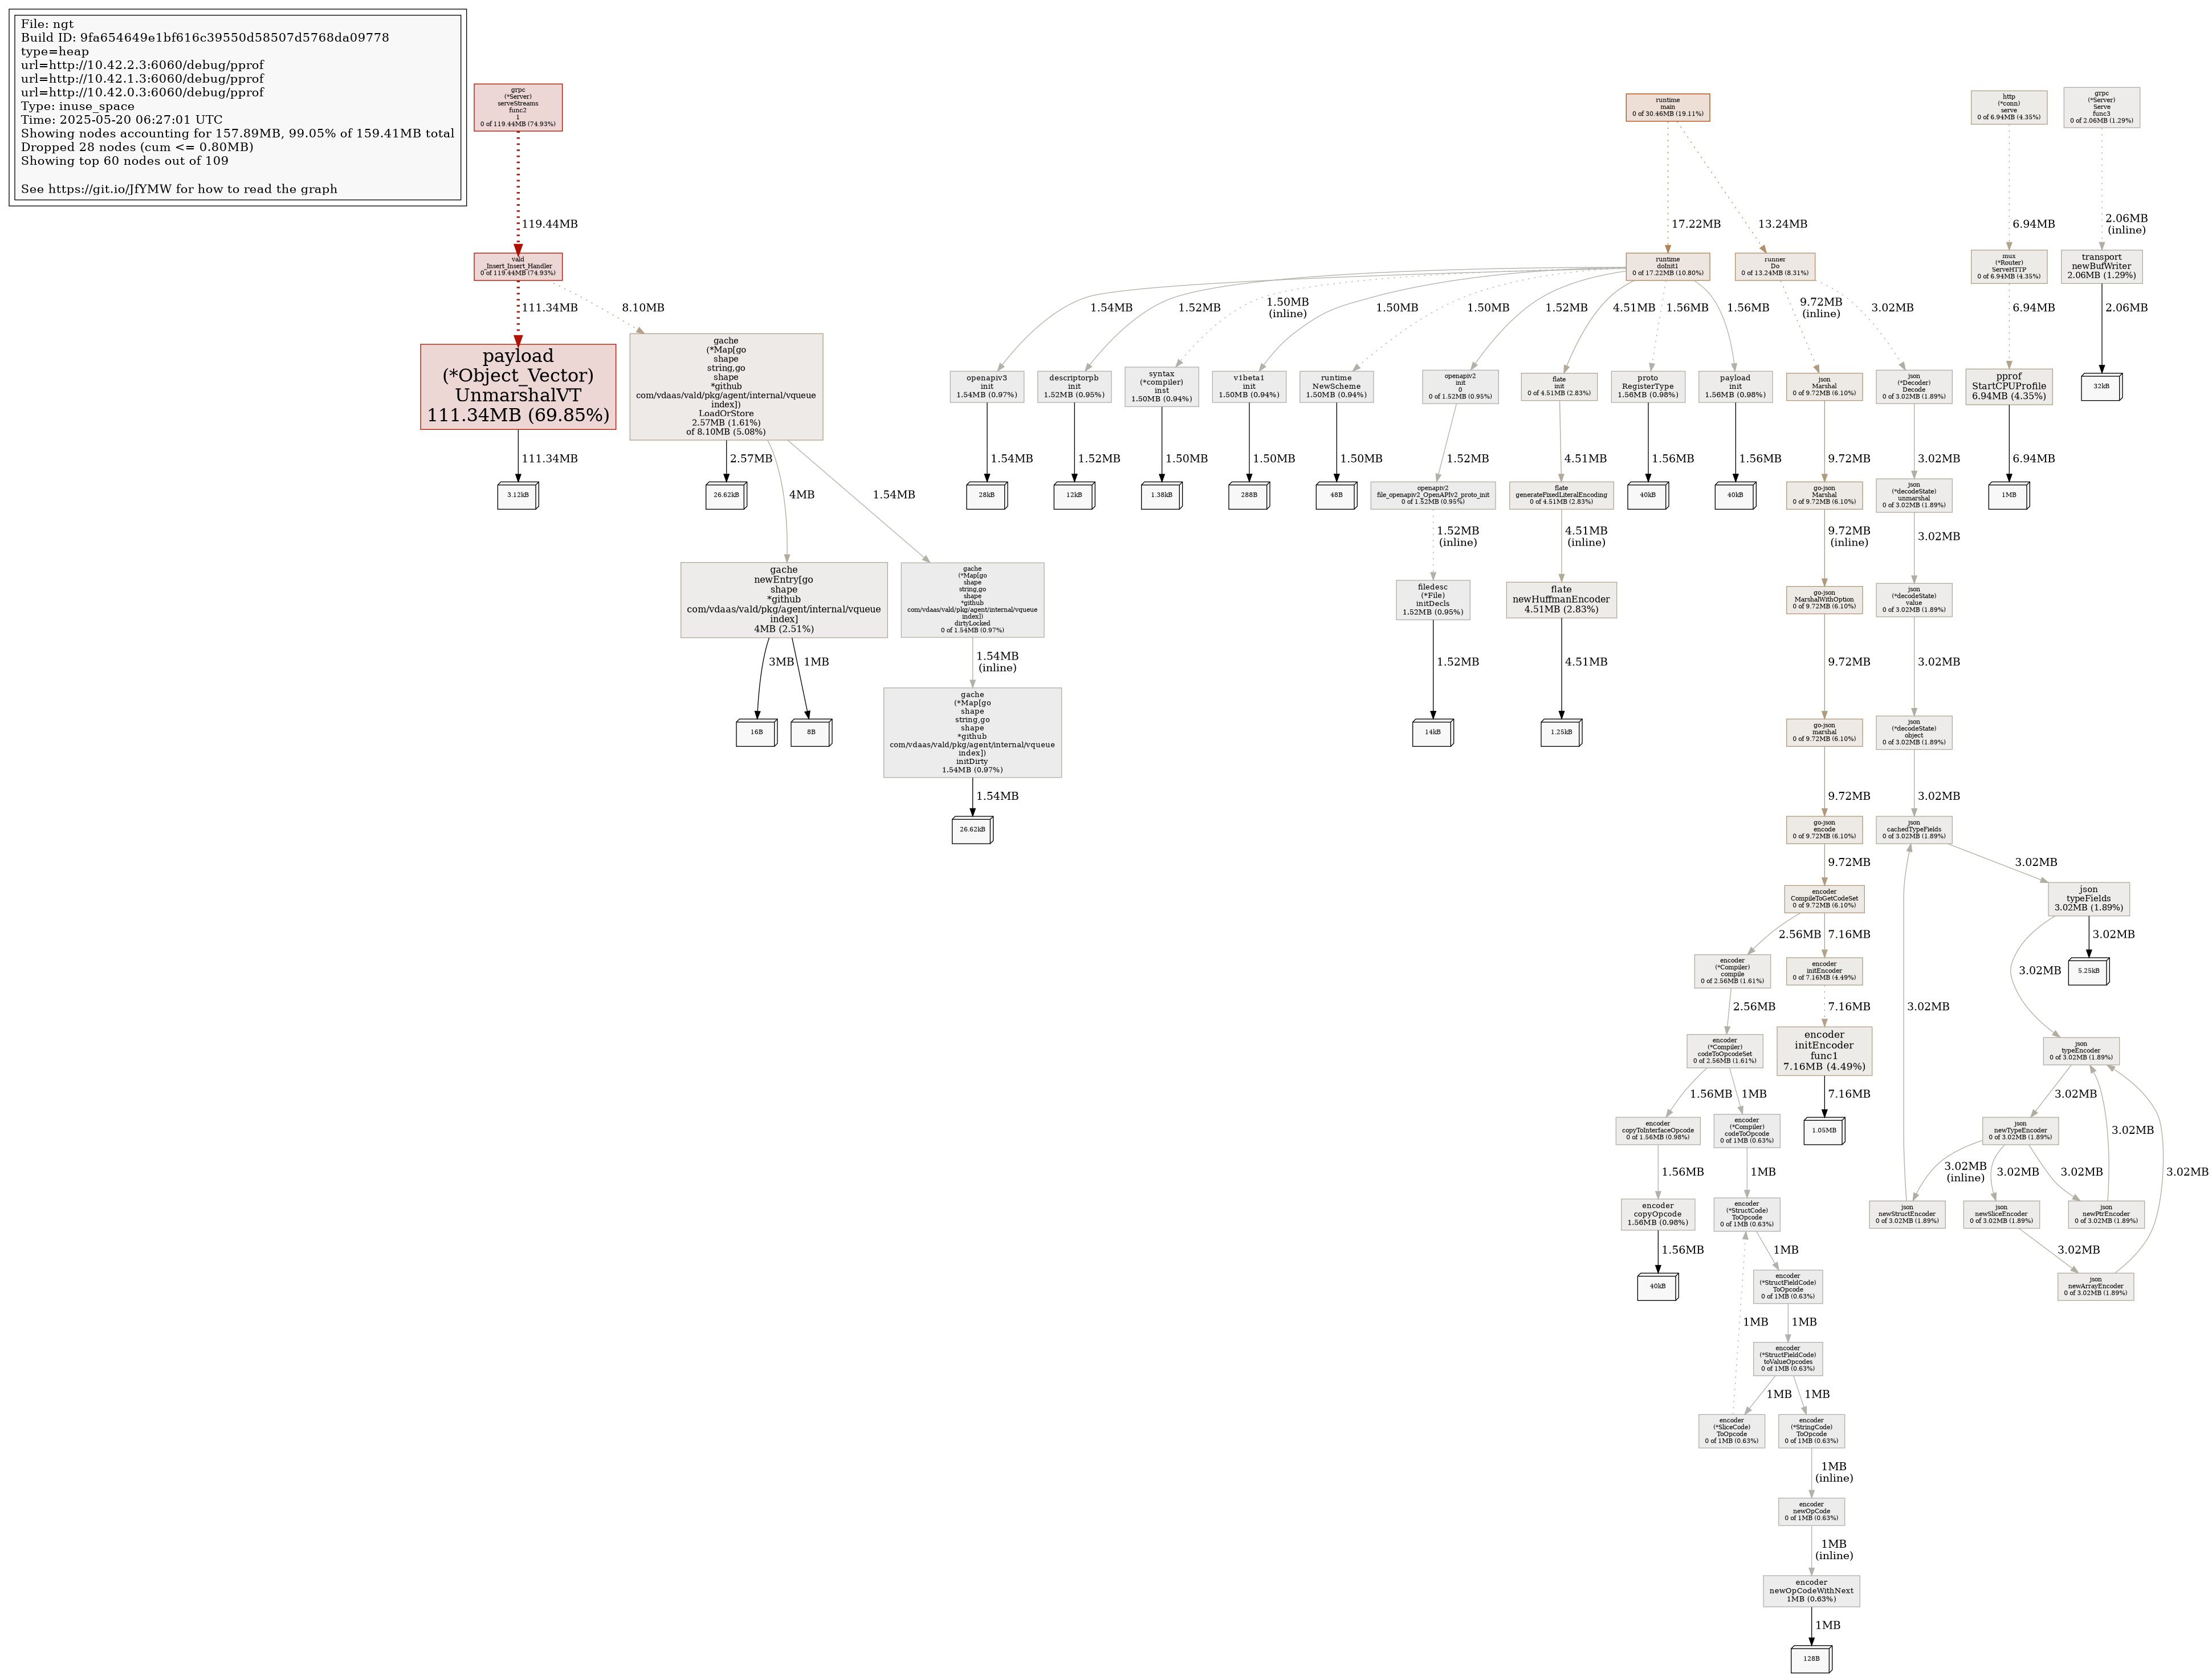 File: ngt
Build ID: 9fa654649e1bf616c39550d58507d5768da09778
type=heap
url=http://10.42.2.3:6060/debug/pprof
url=http://10.42.1.3:6060/debug/pprof
url=http://10.42.0.3:6060/debug/pprof
Type: inuse_space
Time: 2025-05-20 06:27:01 UTC
Showing nodes accounting for 157.89MB, 99.05% of 159.41MB total
Dropped 28 nodes (cum <= 0.80MB)
Showing top 60 nodes out of 109
See https://git.io/JfYMW for how to read the graph
grpc
(*Server)
serveStreams
func2
1
0 of 119.44MB (74.93%)
119.44MB
vald
_Insert_Insert_Handler
0 of 119.44MB (74.93%)
111.34MB
8.10MB
payload
(*Object_Vector)
UnmarshalVT
111.34MB (69.85%)
111.34MB
3.12kB
gache
(*Map[go
shape
string,go
shape
*github
com/vdaas/vald/pkg/agent/internal/vqueue
index])
LoadOrStore
2.57MB (1.61%)
of 8.10MB (5.08%)
2.57MB
26.62kB
4MB
1.54MB
gache
newEntry[go
shape
*github
com/vdaas/vald/pkg/agent/internal/vqueue
index]
4MB (2.51%)
3MB
1MB
16B
8B
gache
(*Map[go
shape
string,go
shape
*github
com/vdaas/vald/pkg/agent/internal/vqueue
index])
dirtyLocked
0 of 1.54MB (0.97%)
1.54MB
(inline)
gache
(*Map[go
shape
string,go
shape
*github
com/vdaas/vald/pkg/agent/internal/vqueue
index])
initDirty
1.54MB (0.97%)
1.54MB
26.62kB
runtime
main
0 of 30.46MB (19.11%)
17.22MB
13.24MB
runtime
doInit1
0 of 17.22MB (10.80%)
runner
Do
0 of 13.24MB (8.31%)
1.54MB
1.52MB
1.50MB
(inline)
1.50MB
1.50MB
1.52MB
4.51MB
1.56MB
1.56MB
9.72MB
(inline)
3.02MB
openapiv3
init
1.54MB (0.97%)
1.54MB
28kB
descriptorpb
init
1.52MB (0.95%)
1.52MB
12kB
syntax
(*compiler)
inst
1.50MB (0.94%)
1.50MB
1.38kB
v1beta1
init
1.50MB (0.94%)
1.50MB
288B
runtime
NewScheme
1.50MB (0.94%)
1.50MB
48B
openapiv2
init
0
0 of 1.52MB (0.95%)
1.52MB
openapiv2
file_openapiv2_OpenAPIv2_proto_init
0 of 1.52MB (0.95%)
1.52MB
(inline)
filedesc
(*File)
initDecls
1.52MB (0.95%)
1.52MB
14kB
flate
init
0 of 4.51MB (2.83%)
4.51MB
flate
generateFixedLiteralEncoding
0 of 4.51MB (2.83%)
4.51MB
(inline)
flate
newHuffmanEncoder
4.51MB (2.83%)
4.51MB
1.25kB
proto
RegisterType
1.56MB (0.98%)
1.56MB
40kB
payload
init
1.56MB (0.98%)
1.56MB
40kB
json
Marshal
0 of 9.72MB (6.10%)
9.72MB
go-json
Marshal
0 of 9.72MB (6.10%)
9.72MB
(inline)
go-json
MarshalWithOption
0 of 9.72MB (6.10%)
9.72MB
go-json
marshal
0 of 9.72MB (6.10%)
9.72MB
go-json
encode
0 of 9.72MB (6.10%)
9.72MB
encoder
CompileToGetCodeSet
0 of 9.72MB (6.10%)
2.56MB
7.16MB
encoder
(*Compiler)
compile
0 of 2.56MB (1.61%)
2.56MB
encoder
initEncoder
0 of 7.16MB (4.49%)
7.16MB
encoder
(*Compiler)
codeToOpcodeSet
0 of 2.56MB (1.61%)
encoder
initEncoder
func1
7.16MB (4.49%)
7.16MB
1.05MB
1.56MB
1MB
encoder
copyToInterfaceOpcode
0 of 1.56MB (0.98%)
1.56MB
encoder
copyOpcode
1.56MB (0.98%)
1.56MB
40kB
encoder
(*Compiler)
codeToOpcode
0 of 1MB (0.63%)
1MB
encoder
(*StructCode)
ToOpcode
0 of 1MB (0.63%)
1MB
encoder
(*StructFieldCode)
ToOpcode
0 of 1MB (0.63%)
1MB
1MB
encoder
(*StructFieldCode)
toValueOpcodes
0 of 1MB (0.63%)
1MB
1MB
encoder
(*SliceCode)
ToOpcode
0 of 1MB (0.63%)
encoder
(*StringCode)
ToOpcode
0 of 1MB (0.63%)
1MB
(inline)
encoder
newOpCode
0 of 1MB (0.63%)
1MB
(inline)
encoder
newOpCodeWithNext
1MB (0.63%)
1MB
128B
json
(*Decoder)
Decode
0 of 3.02MB (1.89%)
3.02MB
json
(*decodeState)
unmarshal
0 of 3.02MB (1.89%)
3.02MB
json
(*decodeState)
value
0 of 3.02MB (1.89%)
3.02MB
json
(*decodeState)
object
0 of 3.02MB (1.89%)
3.02MB
json
cachedTypeFields
0 of 3.02MB (1.89%)
3.02MB
json
typeFields
3.02MB (1.89%)
3.02MB
5.25kB
3.02MB
3.02MB
json
typeEncoder
0 of 3.02MB (1.89%)
3.02MB
3.02MB
3.02MB
json
newTypeEncoder
0 of 3.02MB (1.89%)
3.02MB
(inline)
3.02MB
3.02MB
json
newStructEncoder
0 of 3.02MB (1.89%)
json
newSliceEncoder
0 of 3.02MB (1.89%)
json
newPtrEncoder
0 of 3.02MB (1.89%)
3.02MB
json
newArrayEncoder
0 of 3.02MB (1.89%)
http
(*conn)
serve
0 of 6.94MB (4.35%)
6.94MB
mux
(*Router)
ServeHTTP
0 of 6.94MB (4.35%)
6.94MB
pprof
StartCPUProfile
6.94MB (4.35%)
6.94MB
1MB
grpc
(*Server)
Serve
func3
0 of 2.06MB (1.29%)
2.06MB
(inline)
transport
newBufWriter
2.06MB (1.29%)
2.06MB
32kB